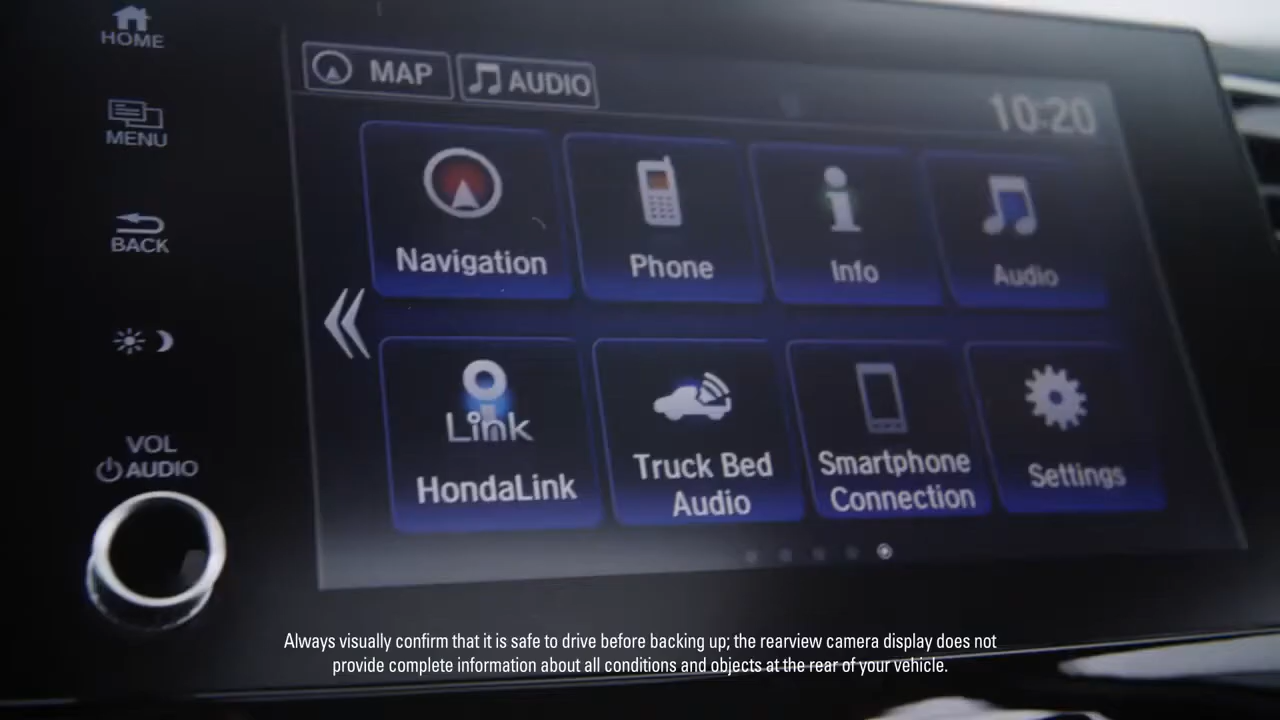 HOME
MENU
BACK
VOL
AUDIO
MAP
AUDIO
10:20
Navigation
Phone
Info
Audio
Link
HondaLink
Truck Bed
Audio
Smartphone
Connection
Settings
Always visually confirm that it is safe to drive before backing up; the rearview camera display does not
provide complete information about all conditions and objects at the rear of your vehicle.